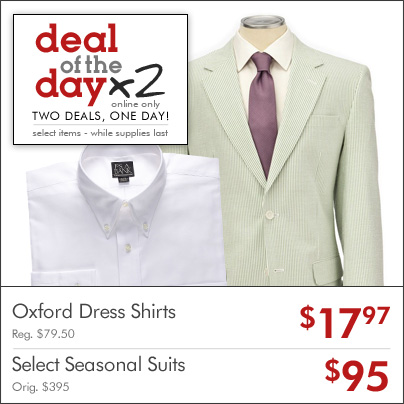 deal
of the
day x2
online only
TWO DEALS, ONE DAY!
select items - while supplies last
Oxford Dress Shirts
Reg. $79.50
$17 97
Select Seasonal Suits
Orig. $395
$95